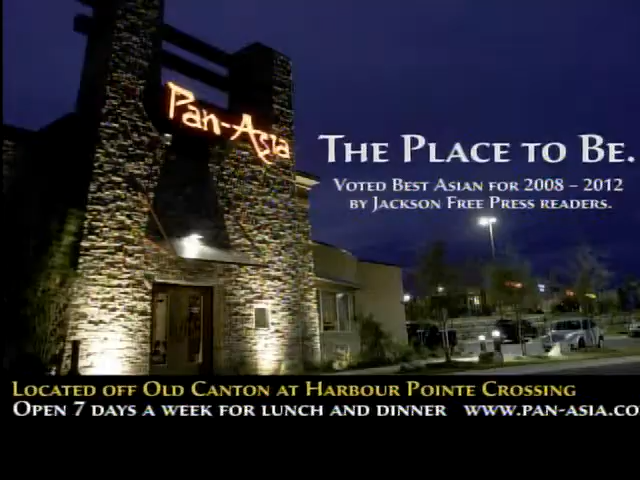 Pan-Asia
THE PLACE TO BE.
VOTED BEST ASIAN FOR 2008 – 2012
BY JACKSON FREE PRESS READERS.
LOCATED OFF OLD CANTON AT HARBOUR POINTE CROSSING
OPEN 7 DAYS A WEEK FOR LUNCH AND DINNER WWW.PAN-ASIA.CO